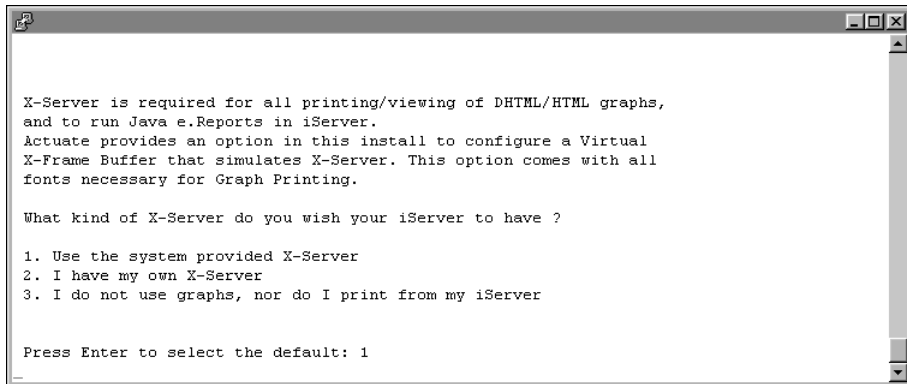 X-Server is required for all printing/viewing of DHTML/HTML graphs,
and to run Java e.Reports in iServer.
Actuate provides an option in this install to configure a Virtual
X-Frame Buffer that simulates X-Server. This option comes with all
fonts necessary for Graph Printing.
What kind of X-Server do you wish your iServer to have ?
1. Use the system provided X-Server
2. I have my own X-Server
3. I do not use graphs, nor do I print from my iServer
Press Enter to select the default: 1